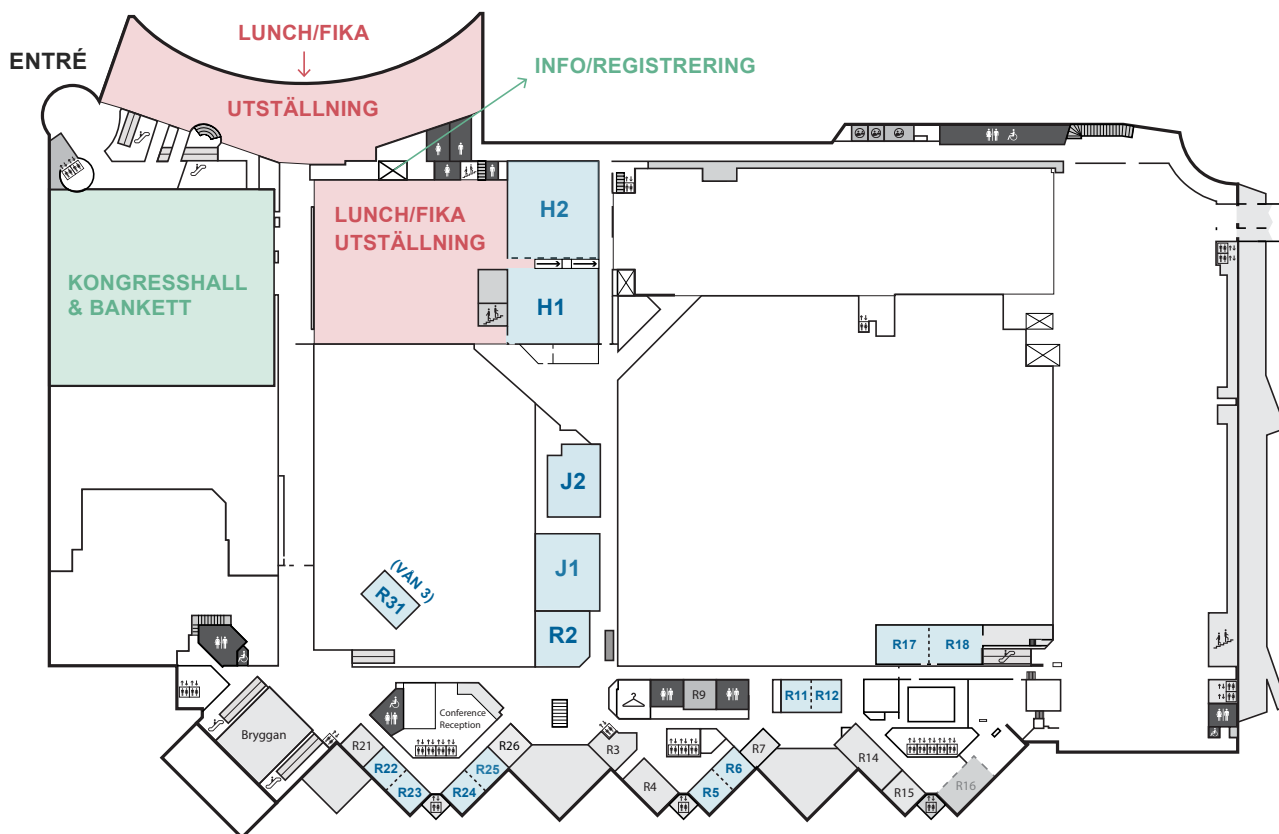 LUNCH/FIKA
ENTRÉ
INFO/REGISTRERING
UTSTÄLLNING
H2
LUNCH/FIKA
UTSTÄLLNING
KONGRESSHALL
& BANKETT
H1
J2
J1
(VÅN 3)
R31
R2
R17
R18
R9
R11
R12
Conference
Reception
Bryggan
R21
R22
R23
R24
R25
R26
R3
R4
R5
R6
R7
R14
R15
R16